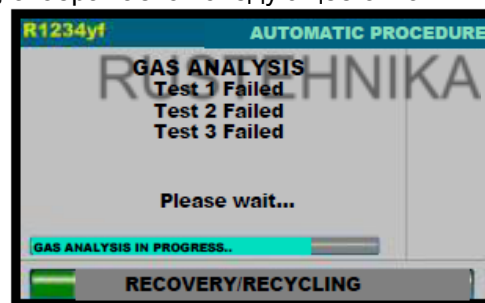 R1234yf AUTOMATIC PROCEDURE
RUSTEHNIKA
GAS ANALYSIS
Test 1 Failed
Test 2 Failed
Test 3 Failed
Please wait...
GAS ANALYSIS IN PROGRESS..
RECOVERY/RECYCLING